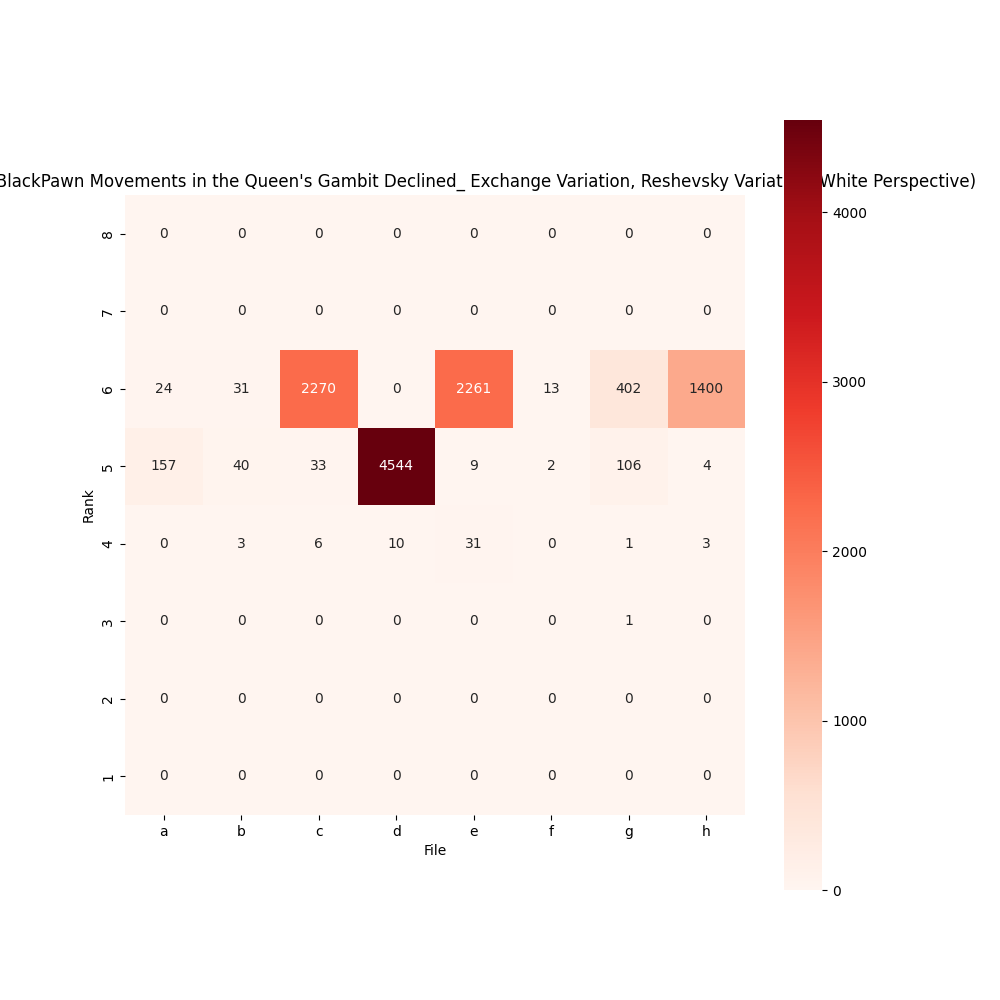 BlackPawn Movements in the Queen's Gambit Declined_ Exchange Variation, Reshevsky White Perspective)
4000
8 0 0 0 0 0 0 0 0
7 0 0 0 0 0 0 0 0
6 24 31 2270 0 2261 13 402 1400
3000
5 157 40 33 4544 9 2 106 4
Rank
4 0 3 6 10 31 0 1 3
2000
3 0 0 0 0 0 0 1 0
2 0 0 0 0 0 0 0 0
1000
1 0 0 0 0 0 0 0 0
a b c d e f g h
File
0